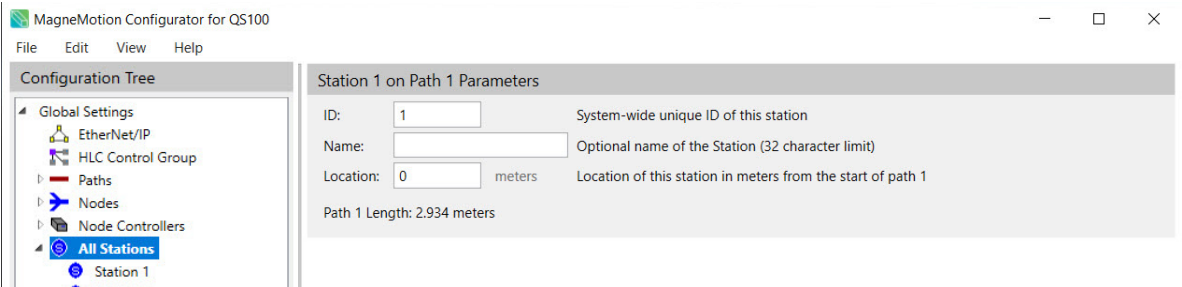 MagneMotion Configurator for QS100
File Edit View Help
Configuration Tree
Global Settings
EtherNet/IP
HLC Control Group
Paths
Nodes
Node Controllers
All Stations
Station 1
Station 1 on Path 1 Parameters
ID: 1 System-wide unique ID of this station
Name: Optional name of the Station (32 character limit)
Location: 0 meters Location of this station in meters from the start of path 1
Path 1 Length: 2.934 meters